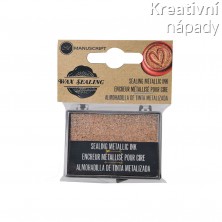 Kreativní
nápady
MANUSCRIPT
WAX SEALING
SEALING METALLIC INK
ENCREUR MÉTALLISÉ POUR CIRE
ALMOHADILLA DE TINTA METALIZADA
SEALING METALLIC INK
ENCREUR MÉTALLISÉ POUR CIRE
ALMOHADILLA DE TINTA METALIZADA